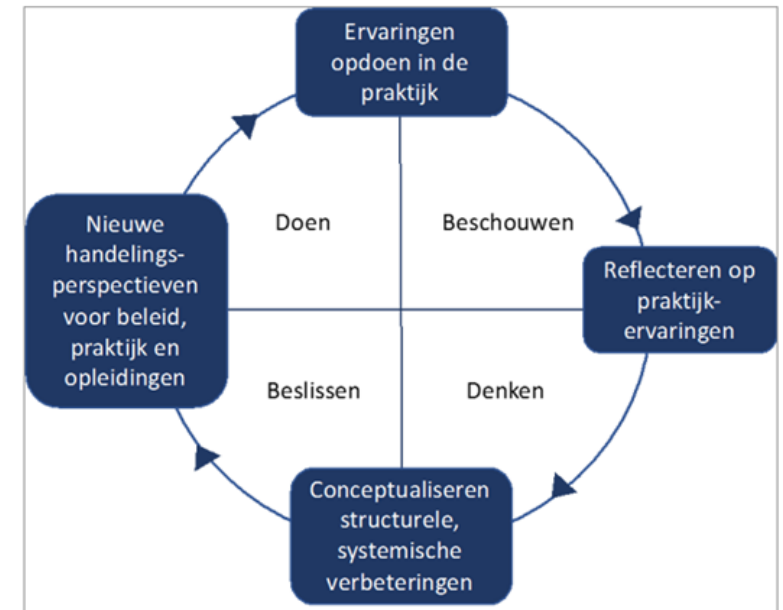 Ervaringen
opdoen in de
praktijk
Doen
Beschouwen
Nieuwe
handelings-
perspectieven
voor beleid,
praktijk en
opleidingen
Reflecteren op
praktijk-
ervaringen
Beslissen
Denken
Conceptualiseren
structurele,
systemische
verbeteringen